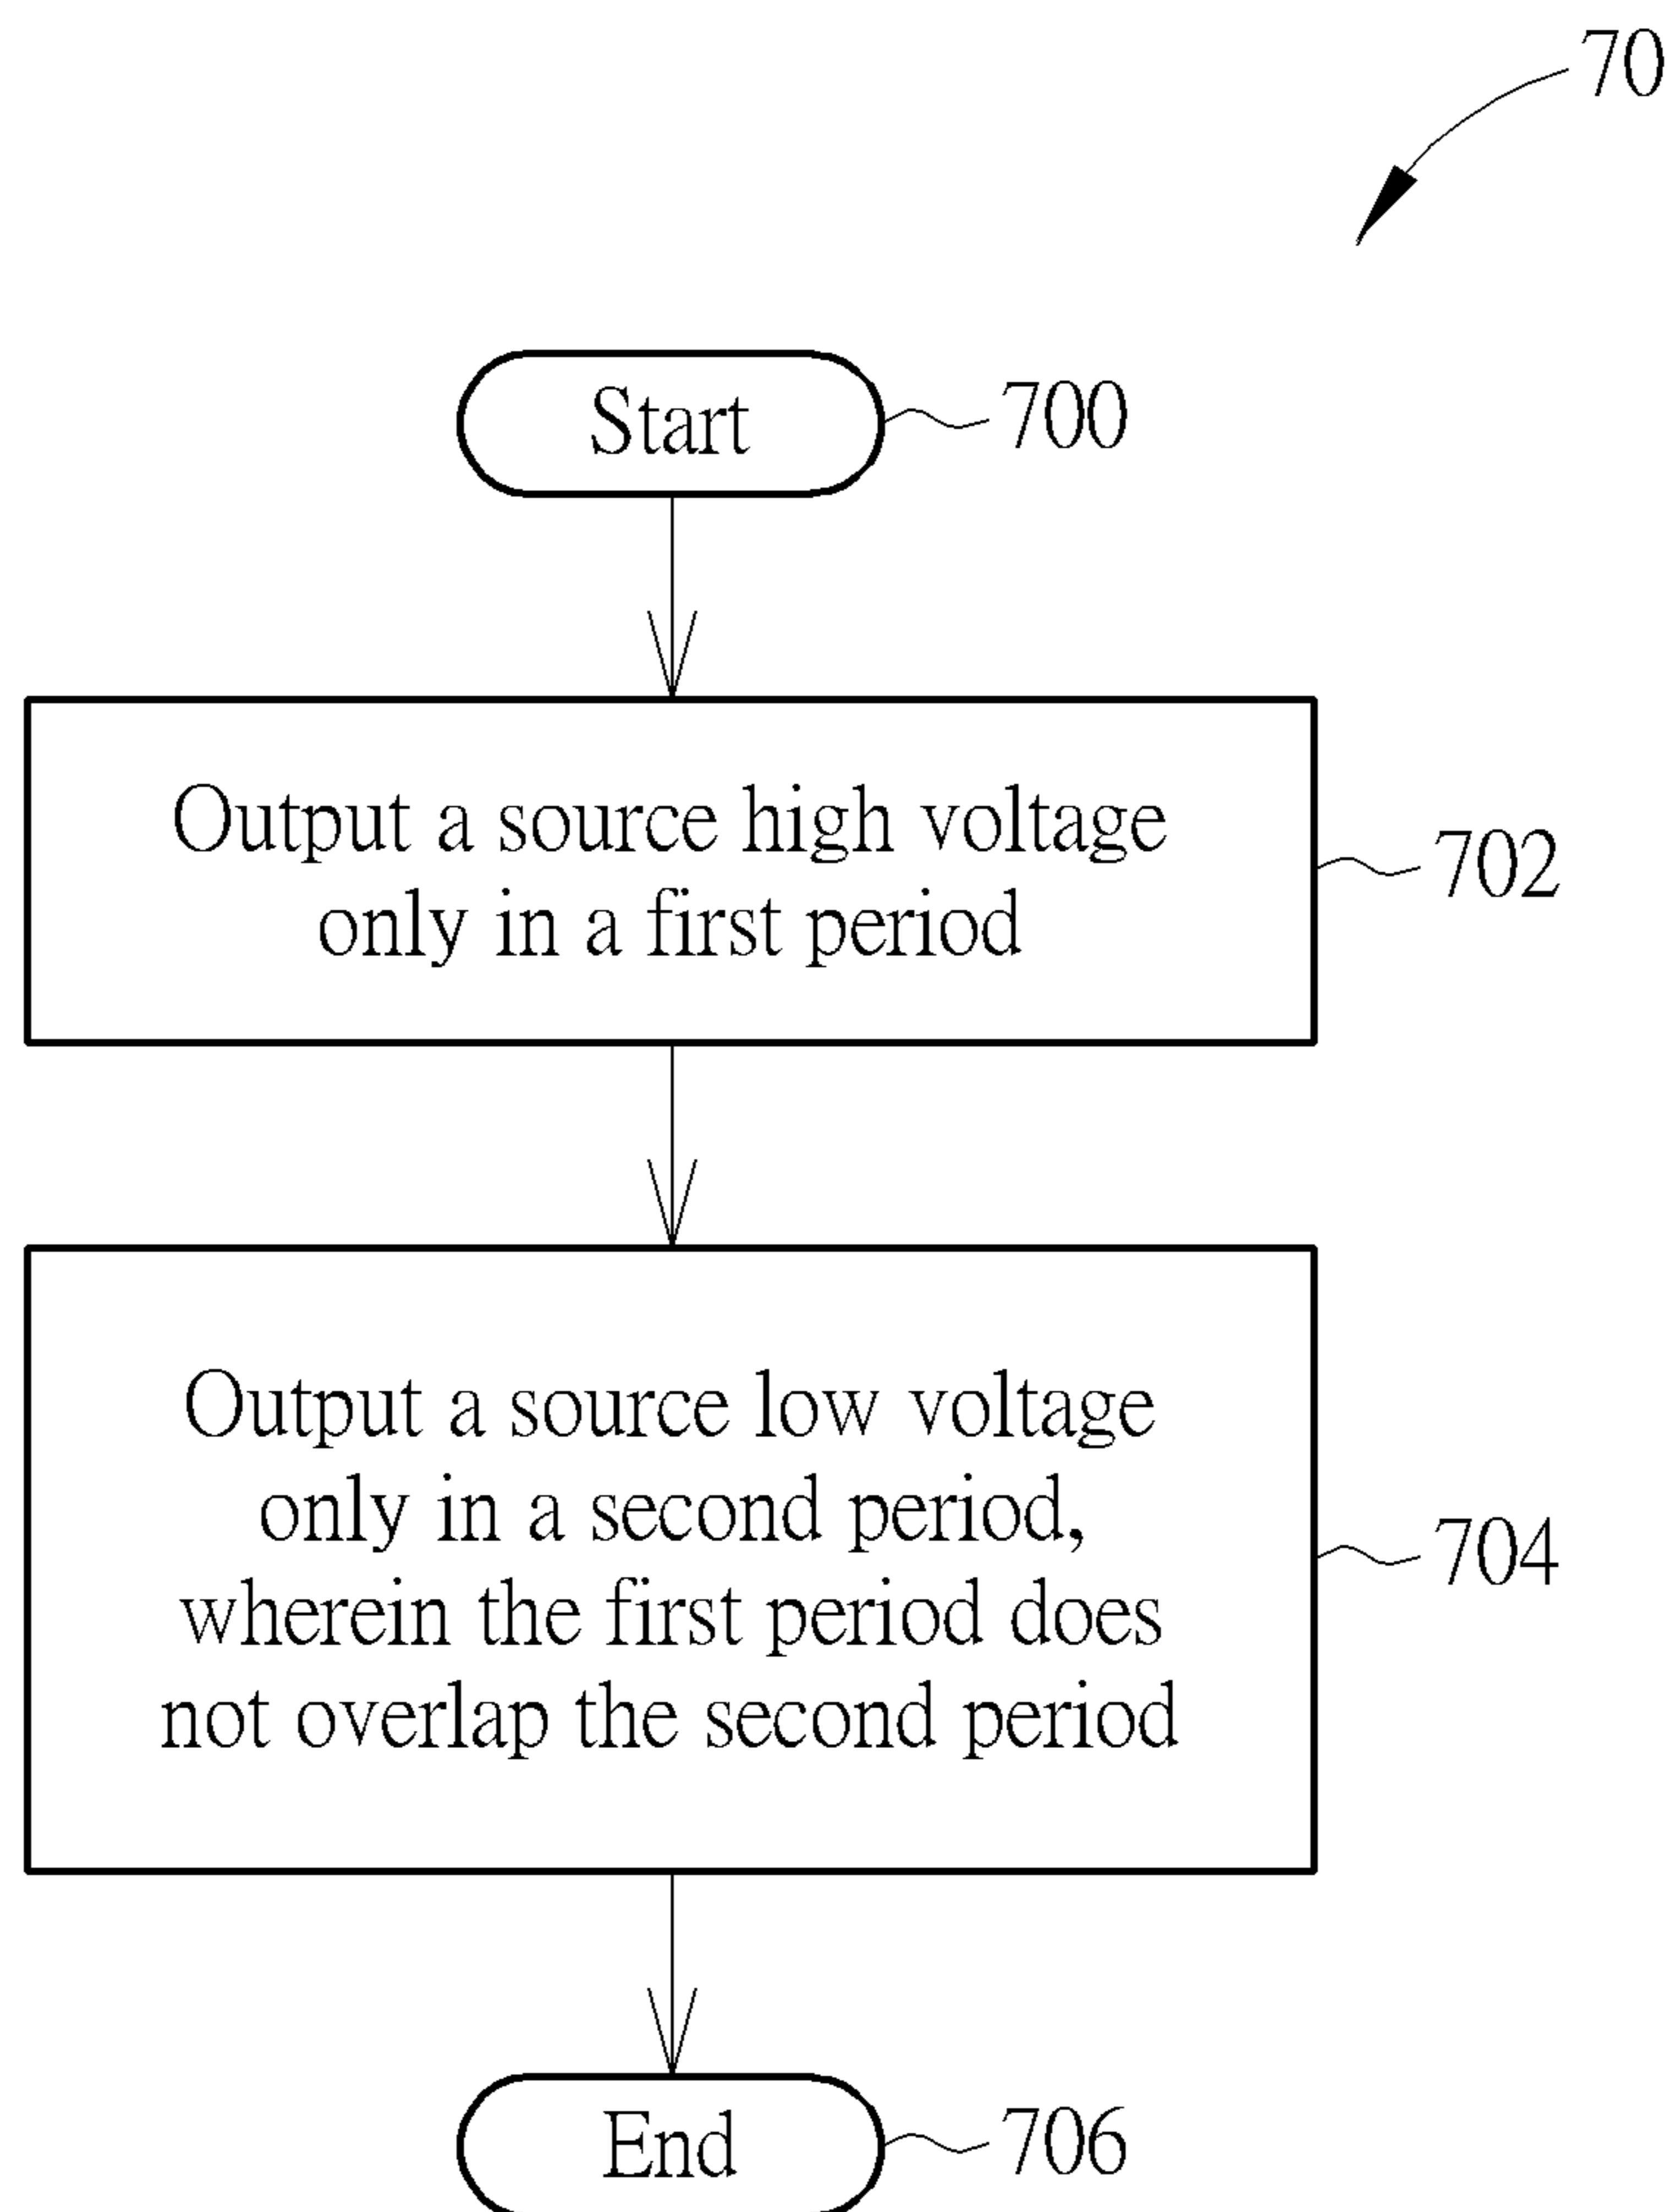 70
Start
700
Output a source high voltage
only in a first period
702
Output a source low voltage
only in a second period,
wherein the first period does
not overlap the second period
704
End
706